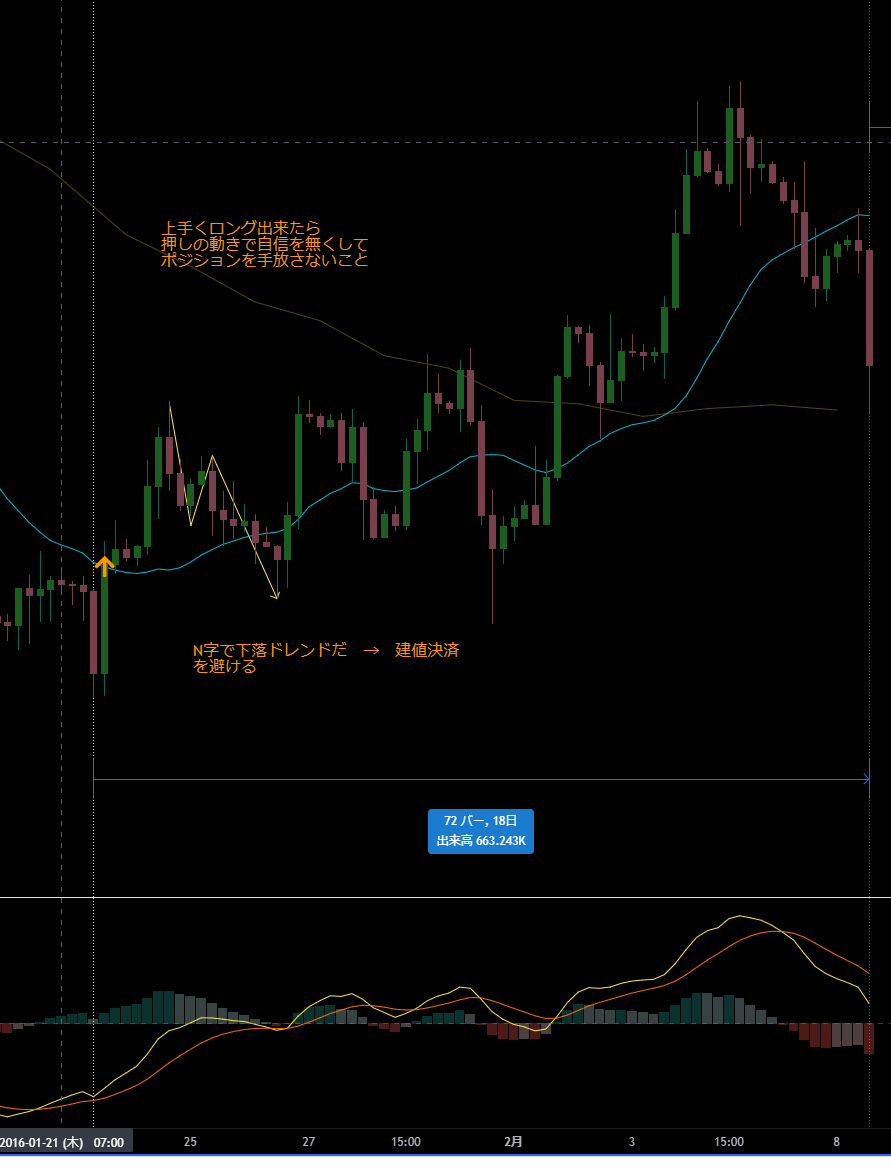 上手くロング出来たら
押しの動きで自信を無くして
ポジションを手放さないこと
N字で下落ドレンドだ　→　建値決済
を避ける
72 バー, 18日
出来高 663.243K
2016-01-21 (木) 07:00 25 27 15:00 2月 3 15:00 8